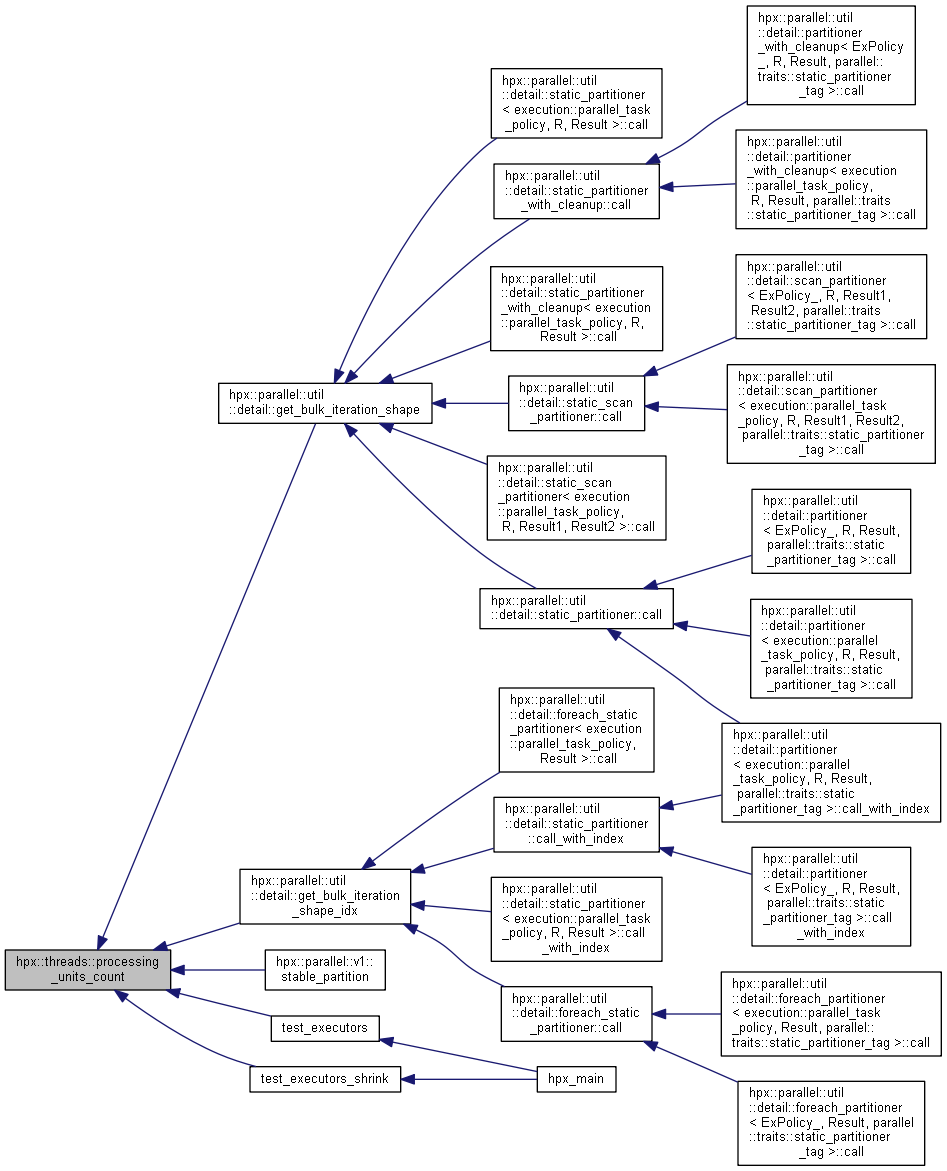 hpx::threads::processing
_units_count
hpx::parallel::util
::detail::get_bulk_iteration_shape
hpx::parallel::util
::detail::get_bulk_iteration
_shape_idx
hpx::parallel::v1::
stable_partition
test_executors
test_executors_shrink
hpx::parallel::util
::detail::static_partitioner
< execution::parallel_task
_policy, R, Result >::call
hpx::parallel::util
::detail::static_partitioner
_with_cleanup::call
hpx::parallel::util
::detail::static_partitioner
_with_cleanup< execution
::parallel_task_policy, R,
Result >::call
hpx::parallel::util
::detail::static_scan
_partitioner::call
hpx::parallel::util
::detail::static_scan
_partitioner< execution
::parallel_task_policy,
R, Result1, Result2 >::call
hpx::parallel::util
::detail::static_partitioner::call
hpx::parallel::util
::detail::foreach_static
_partitioner< execution
::parallel_task_policy,
Result >::call
hpx::parallel::util
::detail::static_partitioner
::call_with_index
hpx::parallel::util
::detail::static_partitioner
< execution::parallel_task
_policy, R, Result >::call
_with_index
hpx::parallel::util
::detail::foreach_static
_partitioner::call
hpx_main
hpx::parallel::util
::detail::partitioner
_with_cleanup< ExPolicy
_, R, Result, parallel::
traits::static_partitioner
_tag >::call
hpx::parallel::util
::detail::partitioner
_with_cleanup< execution
::parallel_task_policy,
R, Result, parallel::traits
::static_partitioner_tag >::call
hpx::parallel::util
::detail::scan_partitioner
< ExPolicy_, R, Result1,
Result2, parallel::traits
::static_partitioner_tag >::call
hpx::parallel::util
::detail::scan_partitioner
< execution::parallel_task
_policy, R, Result1, Result2,
parallel::traits::static_partitioner
_tag >::call
hpx::parallel::util
::detail::partitioner
< ExPolicy_, R, Result,
parallel::traits::static
_partitioner_tag >::call
hpx::parallel::util
::detail::partitioner
< execution::parallel
_task_policy, R, Result,
parallel::traits::static
_partitioner_tag >::call
hpx::parallel::util
::detail::partitioner
< execution::parallel
_task_policy, R, Result,
parallel::traits::static
_partitioner_tag >::call_with_index
hpx::parallel::util
::detail::partitioner
< ExPolicy_, R, Result,
parallel::traits::static
_partitioner_tag >::call
_with_index
hpx::parallel::util
::detail::foreach_partitioner
< execution::parallel_task
_policy, Result, parallel::
traits::static_partitioner_tag >::call
hpx::parallel::util
::detail::foreach_partitioner
< ExPolicy_, Result, parallel
::traits::static_partitioner
_tag >::call